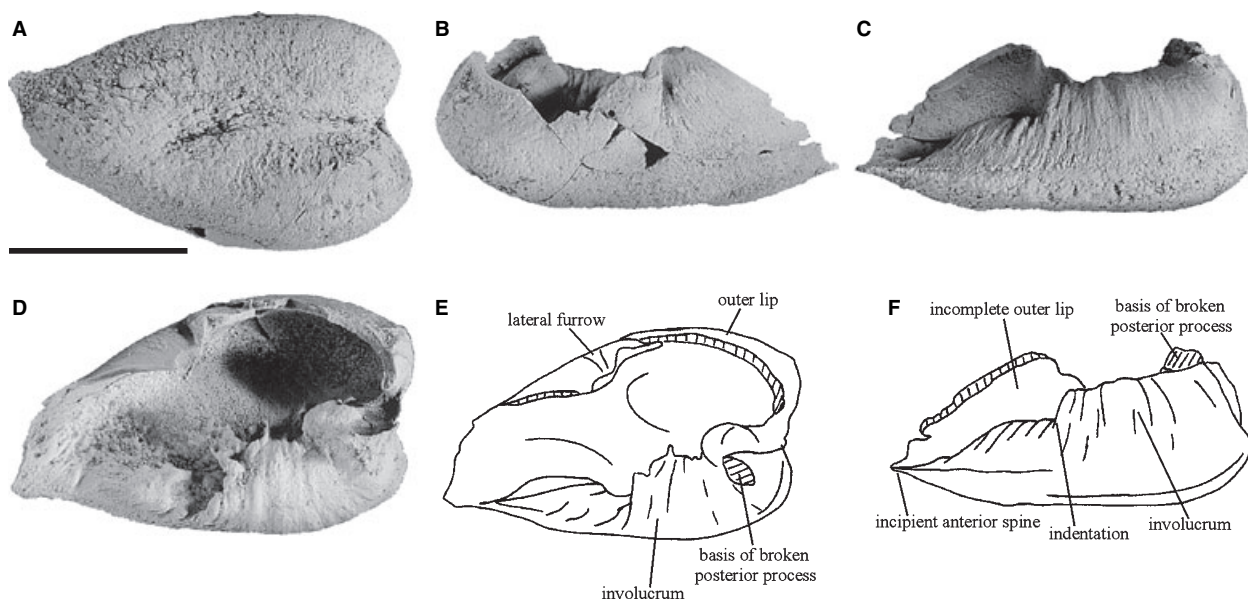 A
B
C
D
E
lateral furrow
outer lip
involucrum
basis of broken
posterior process
F
incomplete outer lip
basis of broken
posterior process
incipient anterior spine
indentation
involucrum